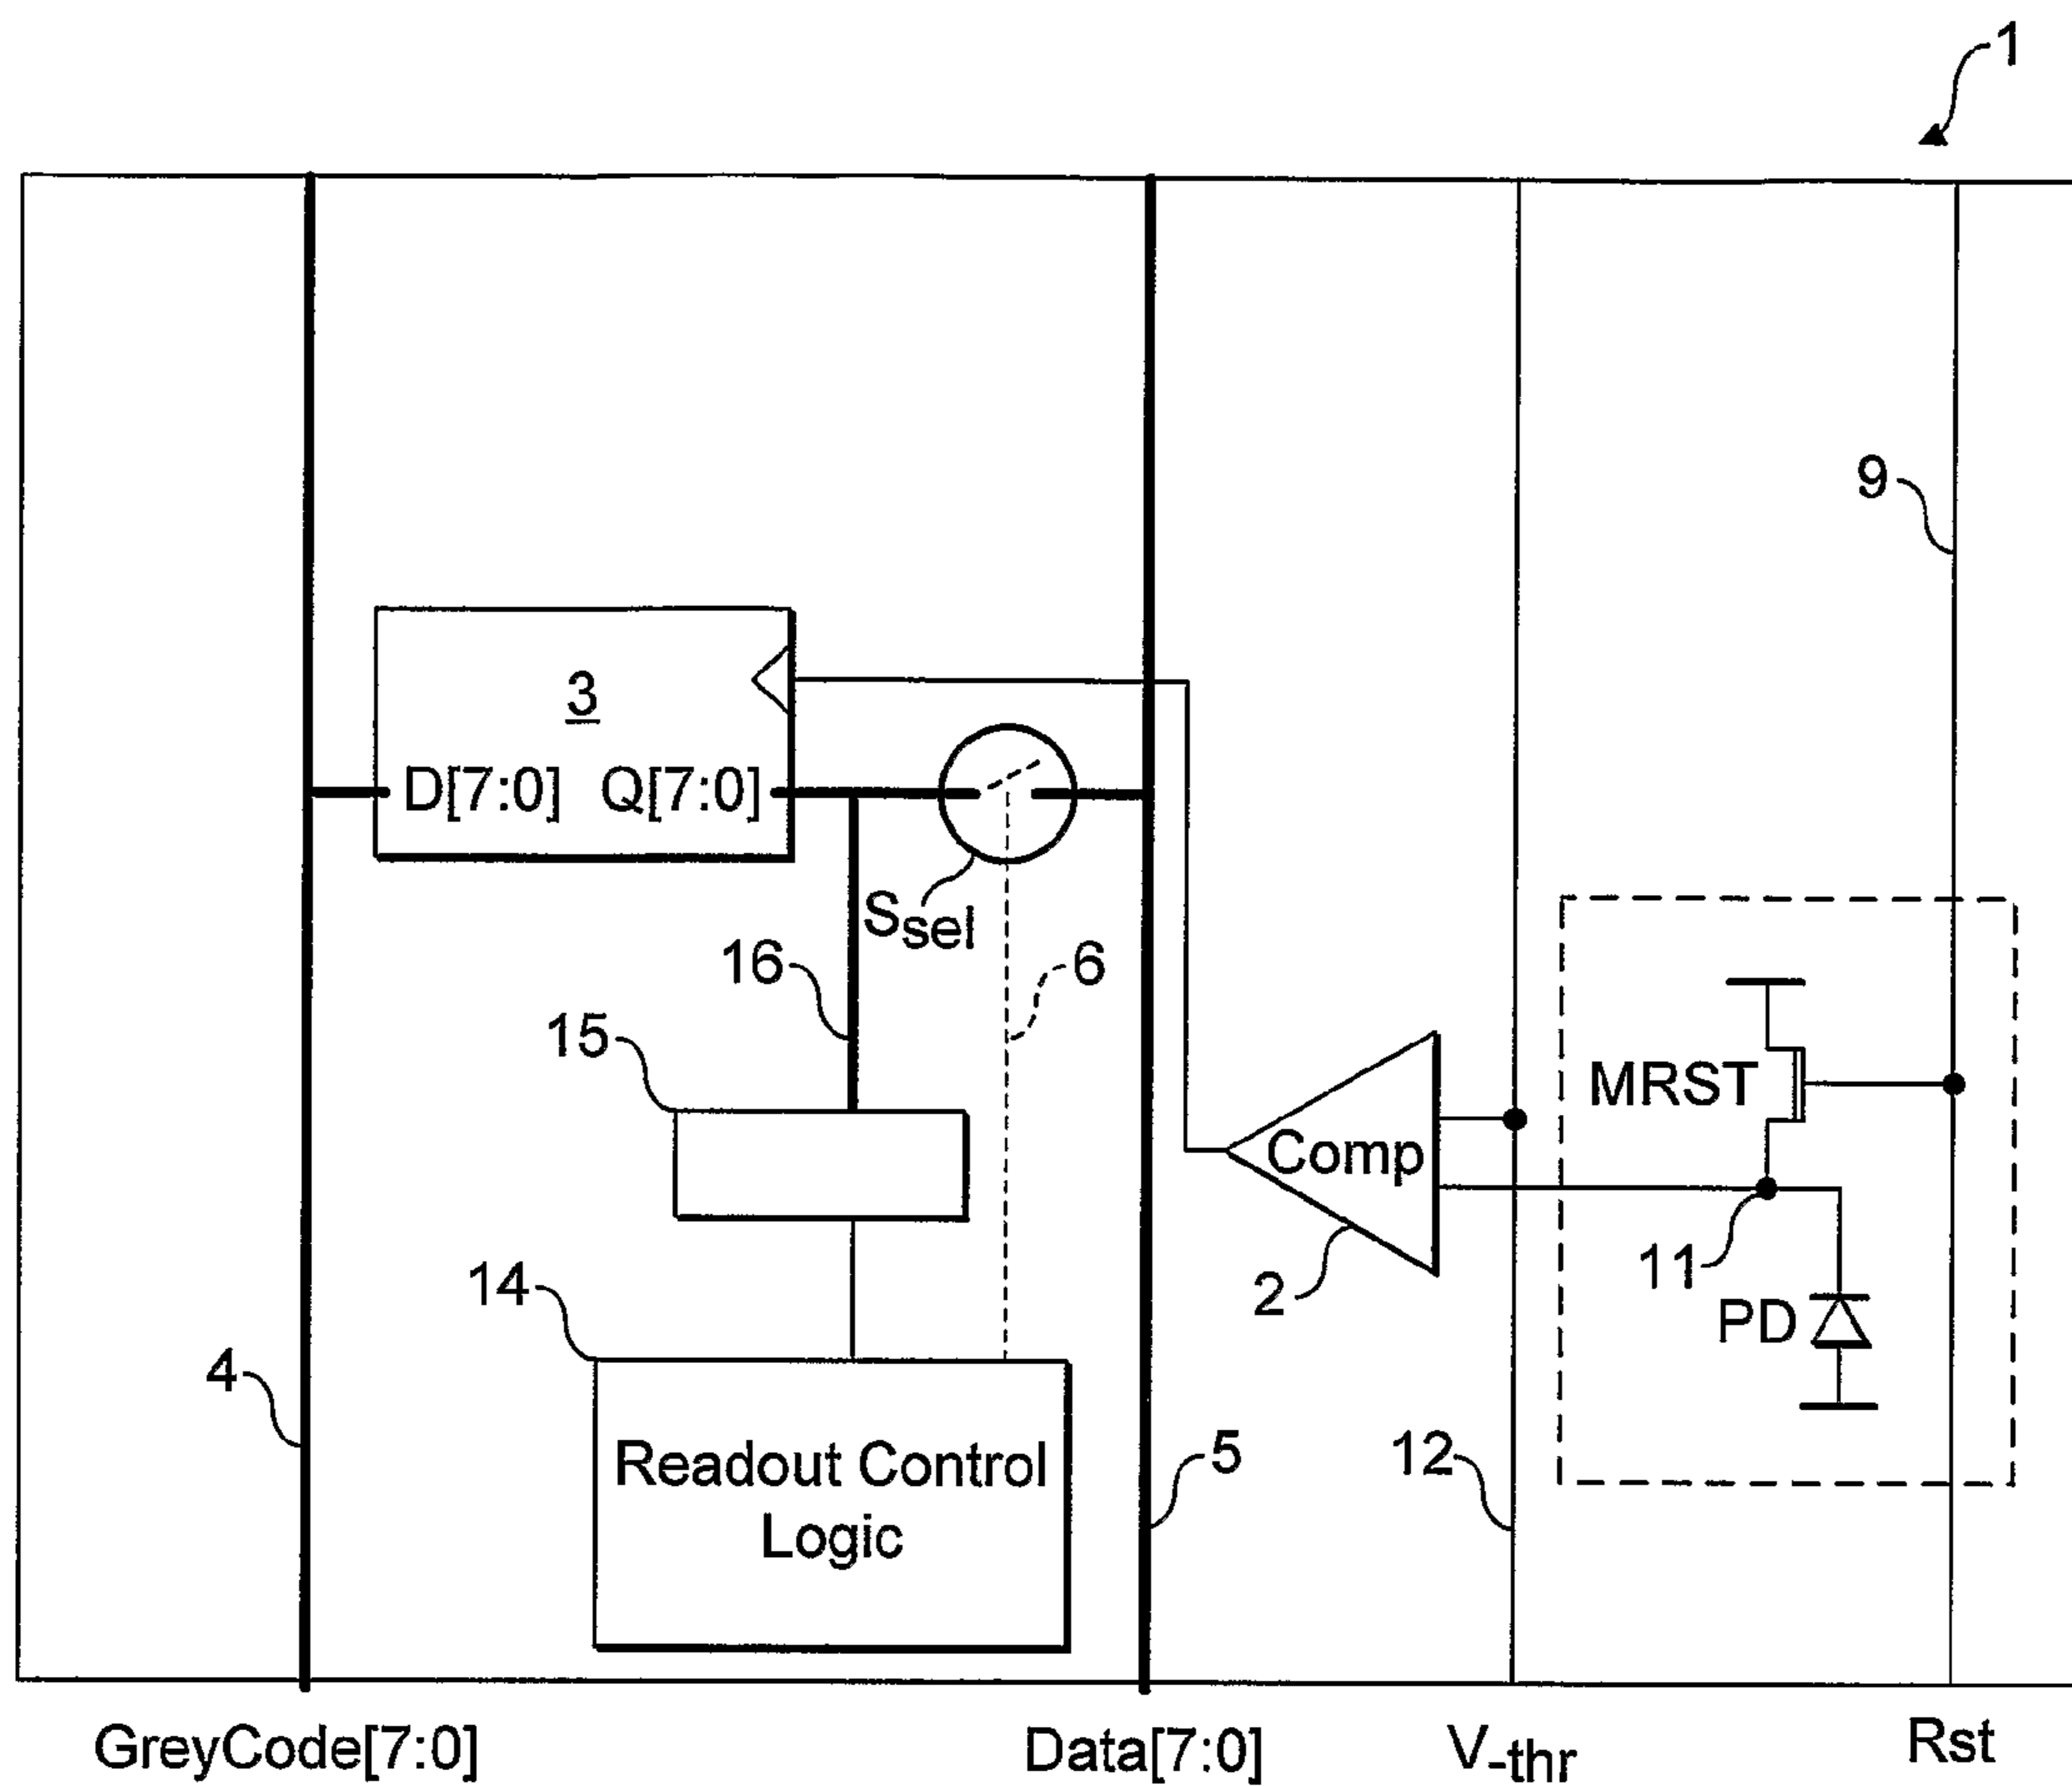 1
9
3
D[7:0] Q[7:0]
Ssel
16
6
15
MRST
Comp
11
2
14
PD
4
Readout Control
Logic
5
12
GreyCode[7:0]
Data[7:0]
V-thr
Rst